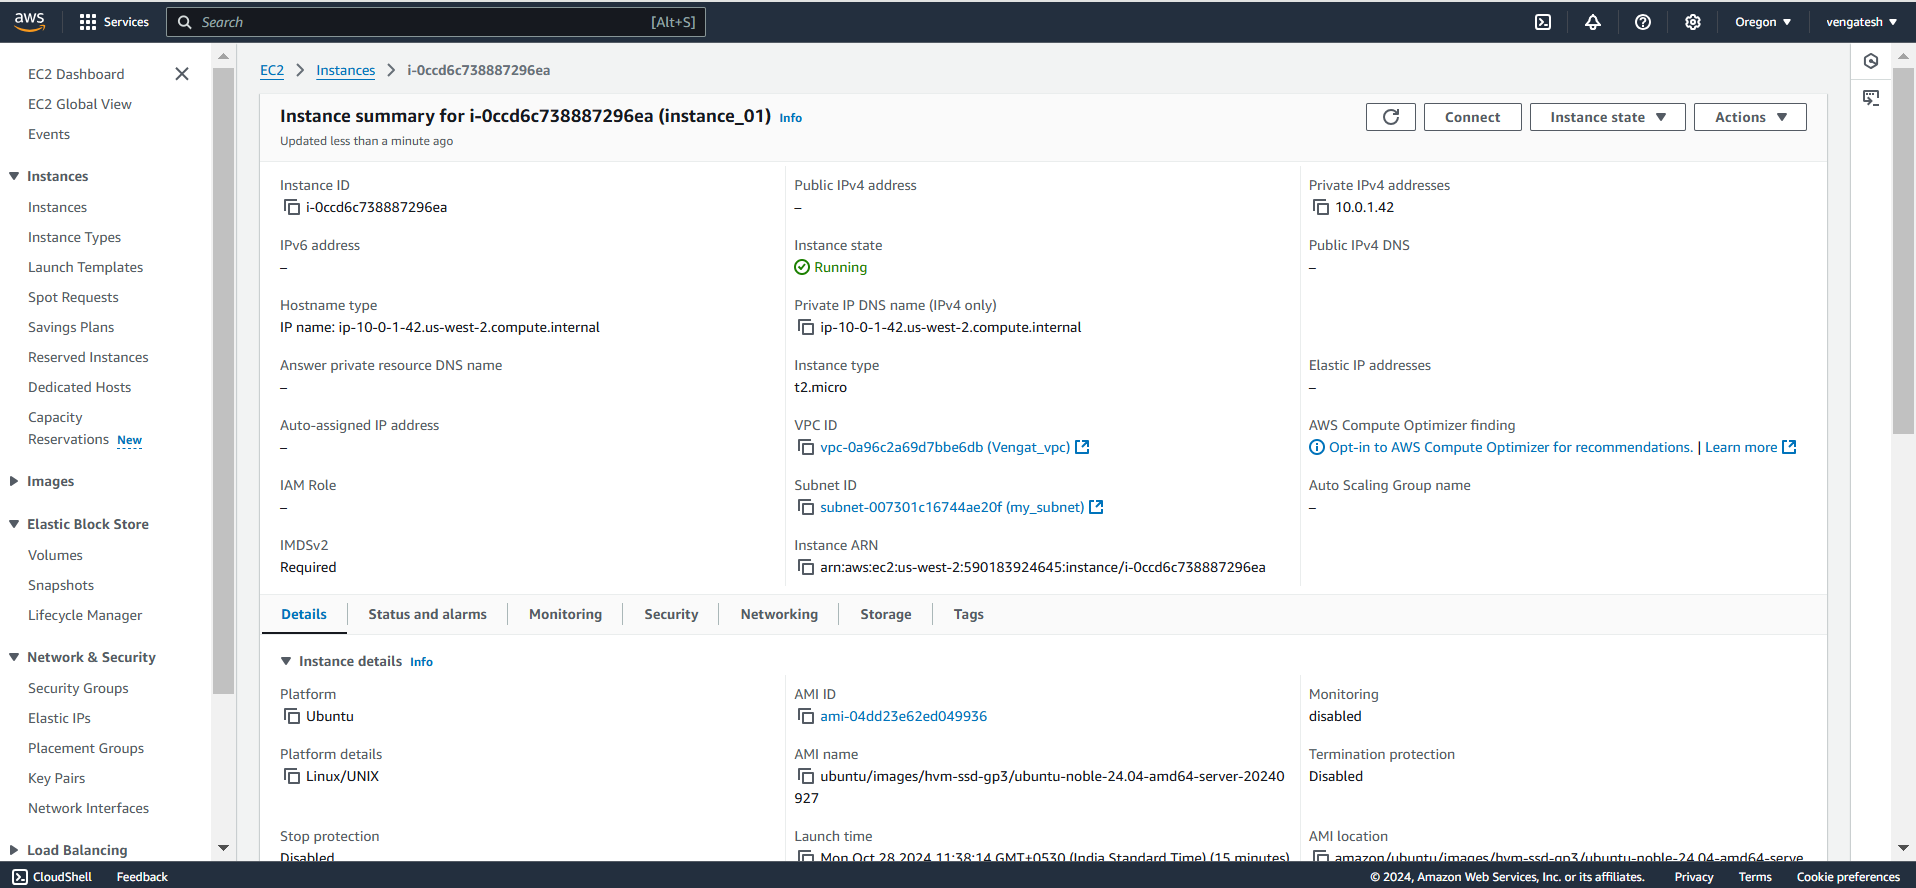 aws
Services
Search
[Alt+S]
Oregon ▼
vengatesh ▼
EC2 Dashboard
EC2 Global View
Events
Instances
Instances
Instance Types
Launch Templates
Spot Requests
Savings Plans
Reserved Instances
Dedicated Hosts
Capacity
Reservations New
Images
Elastic Block Store
Volumes
Snapshots
Lifecycle Manager
Network & Security
Security Groups
Elastic IPs
Placement Groups
Key Pairs
Network Interfaces
Load Balancing
EC2 > Instances > i-0ccd6c738887296ea
Instance summary for i-0ccd6c738887296ea (instance_01) Info
Updated less than a minute ago
Connect
Instance state ▼
Actions ▼
Instance ID
i-0ccd6c738887296ea
Public IPv4 address
–
Private IPv4 addresses
10.0.1.42
IPv6 address
–
Instance state
Running
Public IPv4 DNS
–
Hostname type
IP name: ip-10-0-1-42.us-west-2.compute.internal
Private IP DNS name (IPv4 only)
ip-10-0-1-42.us-west-2.compute.internal
Answer private resource DNS name
–
Instance type
t2.micro
Elastic IP addresses
–
Auto-assigned IP address
–
VPC ID
vpc-0a96c2a69d7bbe6db (Vengat_vpc)
AWS Compute Optimizer finding
Opt-in to AWS Compute Optimizer for recommendations. | Learn more
IAM Role
–
Subnet ID
subnet-007301c16744ae20f (my_subnet)
Auto Scaling Group name
–
IMDSv2
Required
Instance ARN
arn:aws:ec2:us-west-2:590183924645:instance/i-0ccd6c738887296ea
Details
Status and alarms
Monitoring
Security
Networking
Storage
Tags
Instance details Info
Platform
Ubuntu
AMI ID
ami-04dd23e62ed049936
Monitoring
disabled
Platform details
Linux/UNIX
AMI name
ubuntu/images/hvm-ssd-gp3/ubuntu-noble-24.04-amd64-server-20240
927
Termination protection
Disabled
Stop protection
Disabled
Launch time
Mon Oct 28 2024 11:38:14 GMT+0530 (India Standard Time) (15 minutes)
AMI location
amazon/ubuntu/images/hvm-ssd-gp3/ubuntu-noble-24.04-amd64-serve
CloudShell
Feedback
© 2024, Amazon Web Services, Inc. or its affiliates.
Privacy
Terms
Cookie preferences